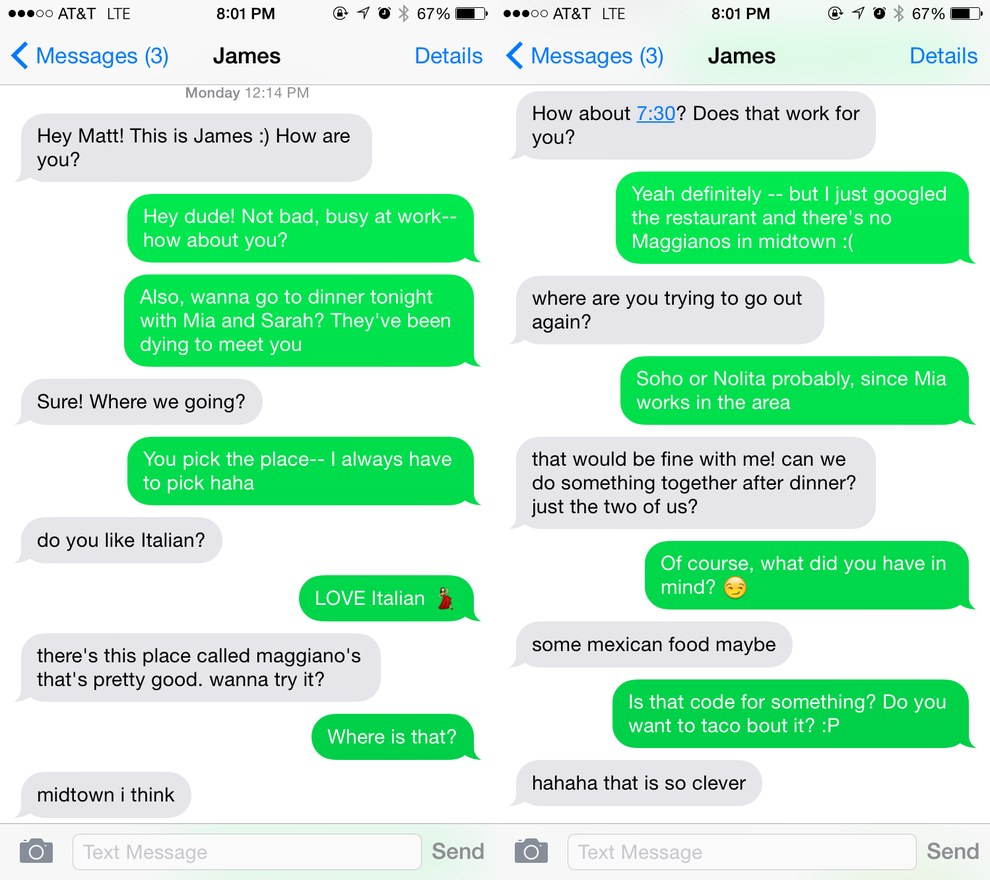 AT&T LTE 8:01 PM 67%
Messages (3) James Details
Monday 12:14 PM
Hey Matt! This is James :) How are
you?
Hey dude! Not bad, busy at work--
how about you?
Also, wanna go to dinner tonight
with Mia and Sarah? They've been
dying to meet you
Sure! Where we going?
You pick the place-- I always have
to pick haha
do you like Italian?
LOVE Italian 💃
there's this place called maggiano's
that's pretty good. wanna try it?
Where is that?
midtown i think
Text Message Send
AT&T LTE 8:01 PM 67%
Messages (3) James Details
How about 7:30? Does that work for
you?
Yeah definitely -- but I just googled
the restaurant and there's no
Maggianos in midtown :(
where are you trying to go out
again?
Soho or Nolita probably, since Mia
works in the area
that would be fine with me! can we
do something together after dinner?
just the two of us?
Of course, what did you have in
mind? 😏
some mexican food maybe
Is that code for something? Do you
want to taco bout it? :P
hahaha that is so clever
Text Message Send